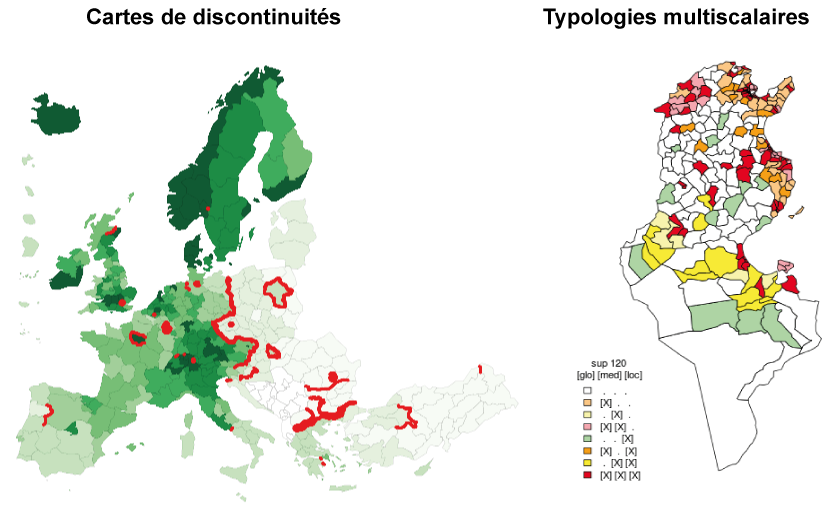 Cartes de discontinuités
Typologies multiscalaires
sup 120
[glo] [med] [loc]
. . .
[X] . .
. [X] .
[X] [X] .
. . [X]
[X] . [X]
. [X] [X]
[X] [X] [X]